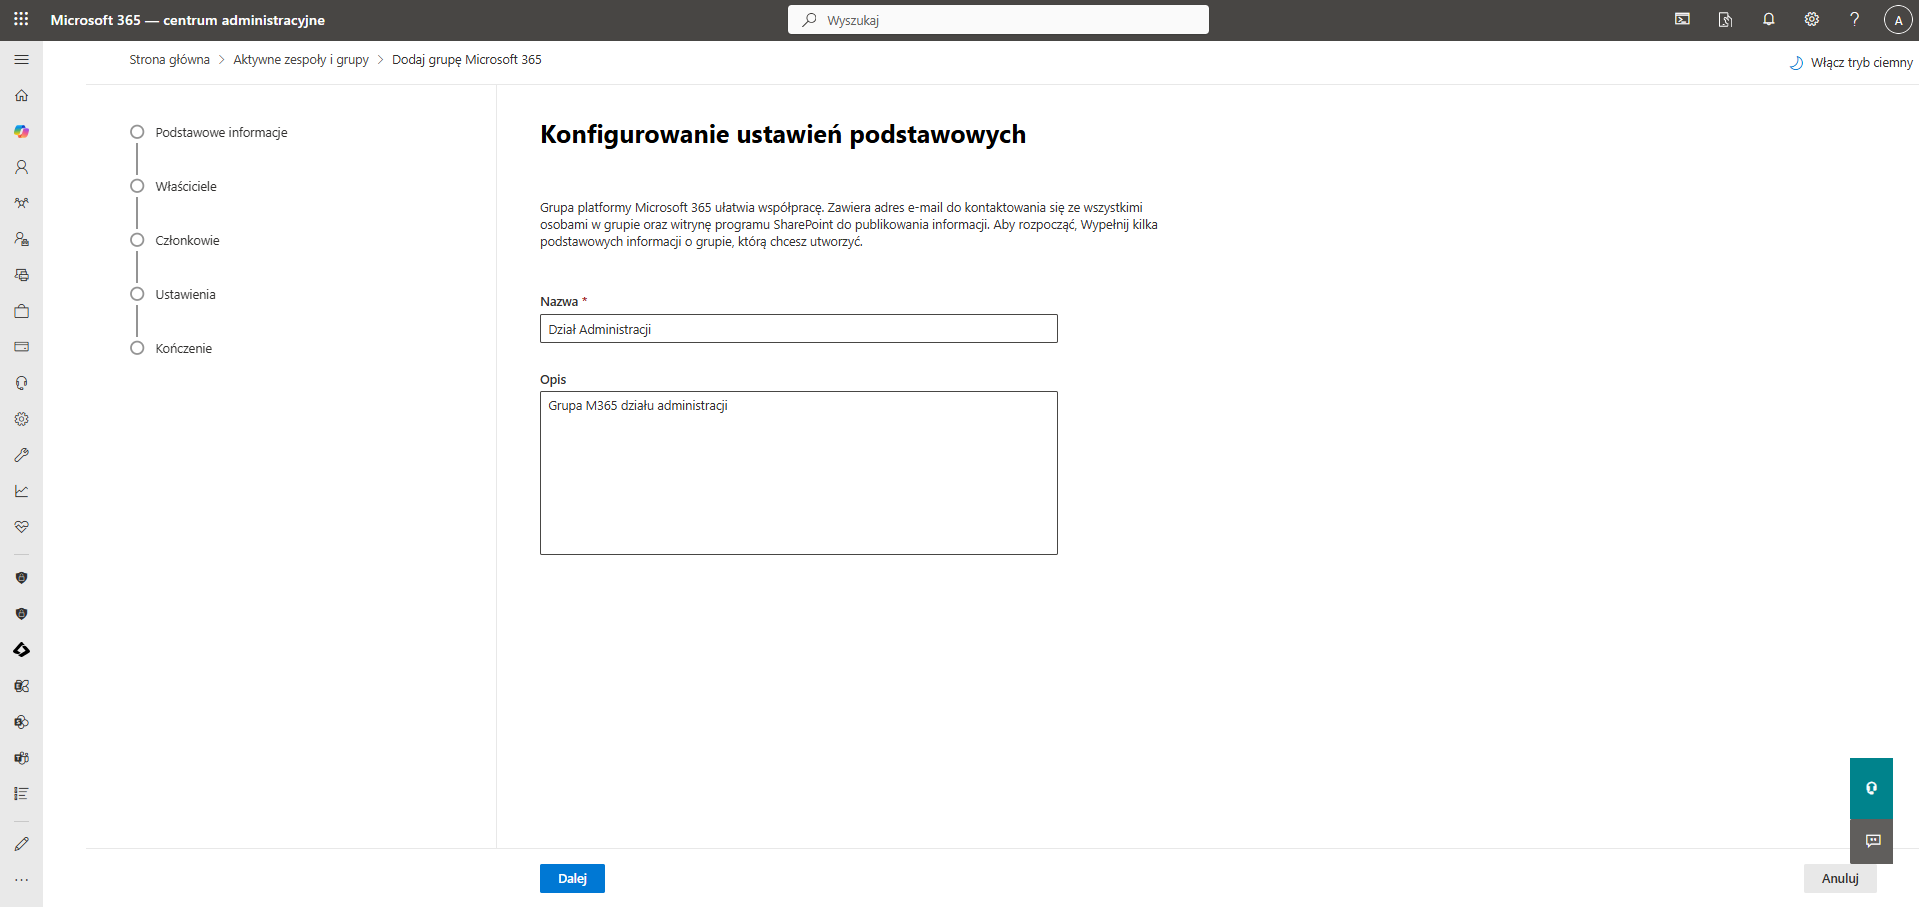 Microsoft 365 — centrum administracyjne
Wyszukaj
A
Strona główna > Aktywne zespoły i grupy > Dodaj grupę Microsoft 365
Włącz tryb ciemny
Podstawowe informacje
Właściciele
Członkowie
Ustawienia
Kończenie
Konfigurowanie ustawień podstawowych
Grupa platformy Microsoft 365 ułatwia współpracę. Zawiera adres e-mail do kontaktowania się ze wszystkimi
osobami w grupie oraz witrynę programu SharePoint do publikowania informacji. Aby rozpocząć, Wypełnij kilka
podstawowych informacji o grupie, którą chcesz utworzyć.
Nazwa *
Dział Administracji
Opis
Grupa M365 działu administracji
Dalej
Anuluj